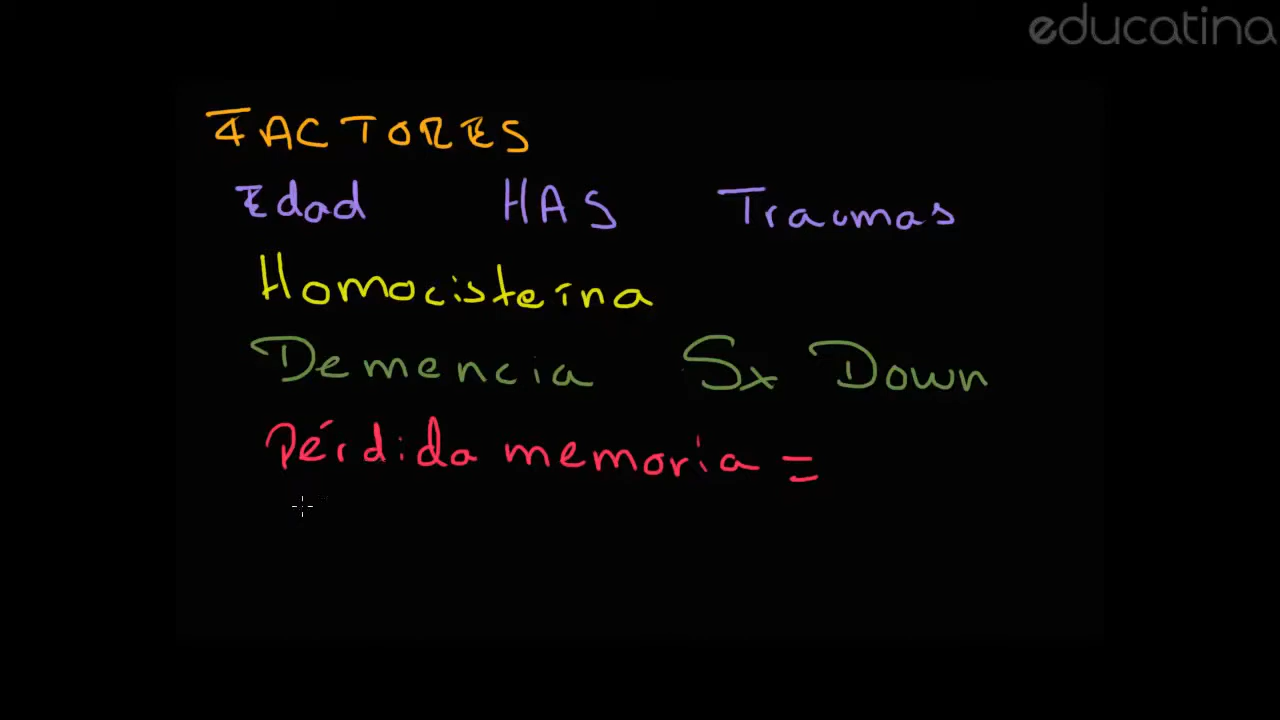 educatina
FACTORES
Edad HAS Traumas
Homocisteína
Demencia Sx Down
Pérdida memoria =